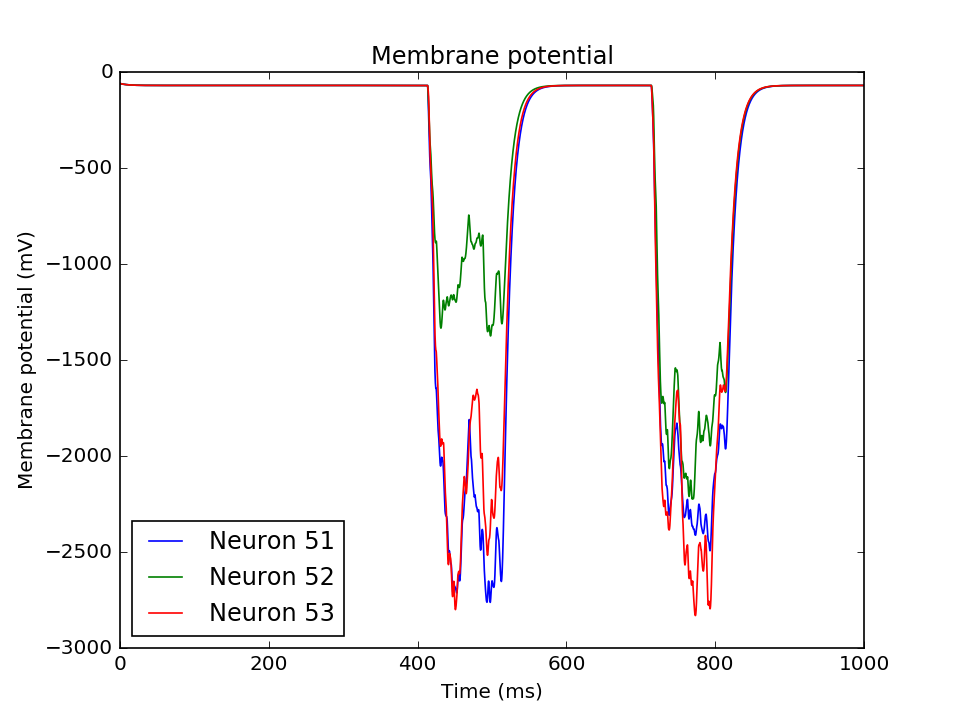 Membrane potential
Membrane potential (mV)
0
−500
−1000
−1500
−2000
−2500
−3000
Neuron 51
Neuron 52
Neuron 53
0 200 400 600 800 1000
Time (ms)